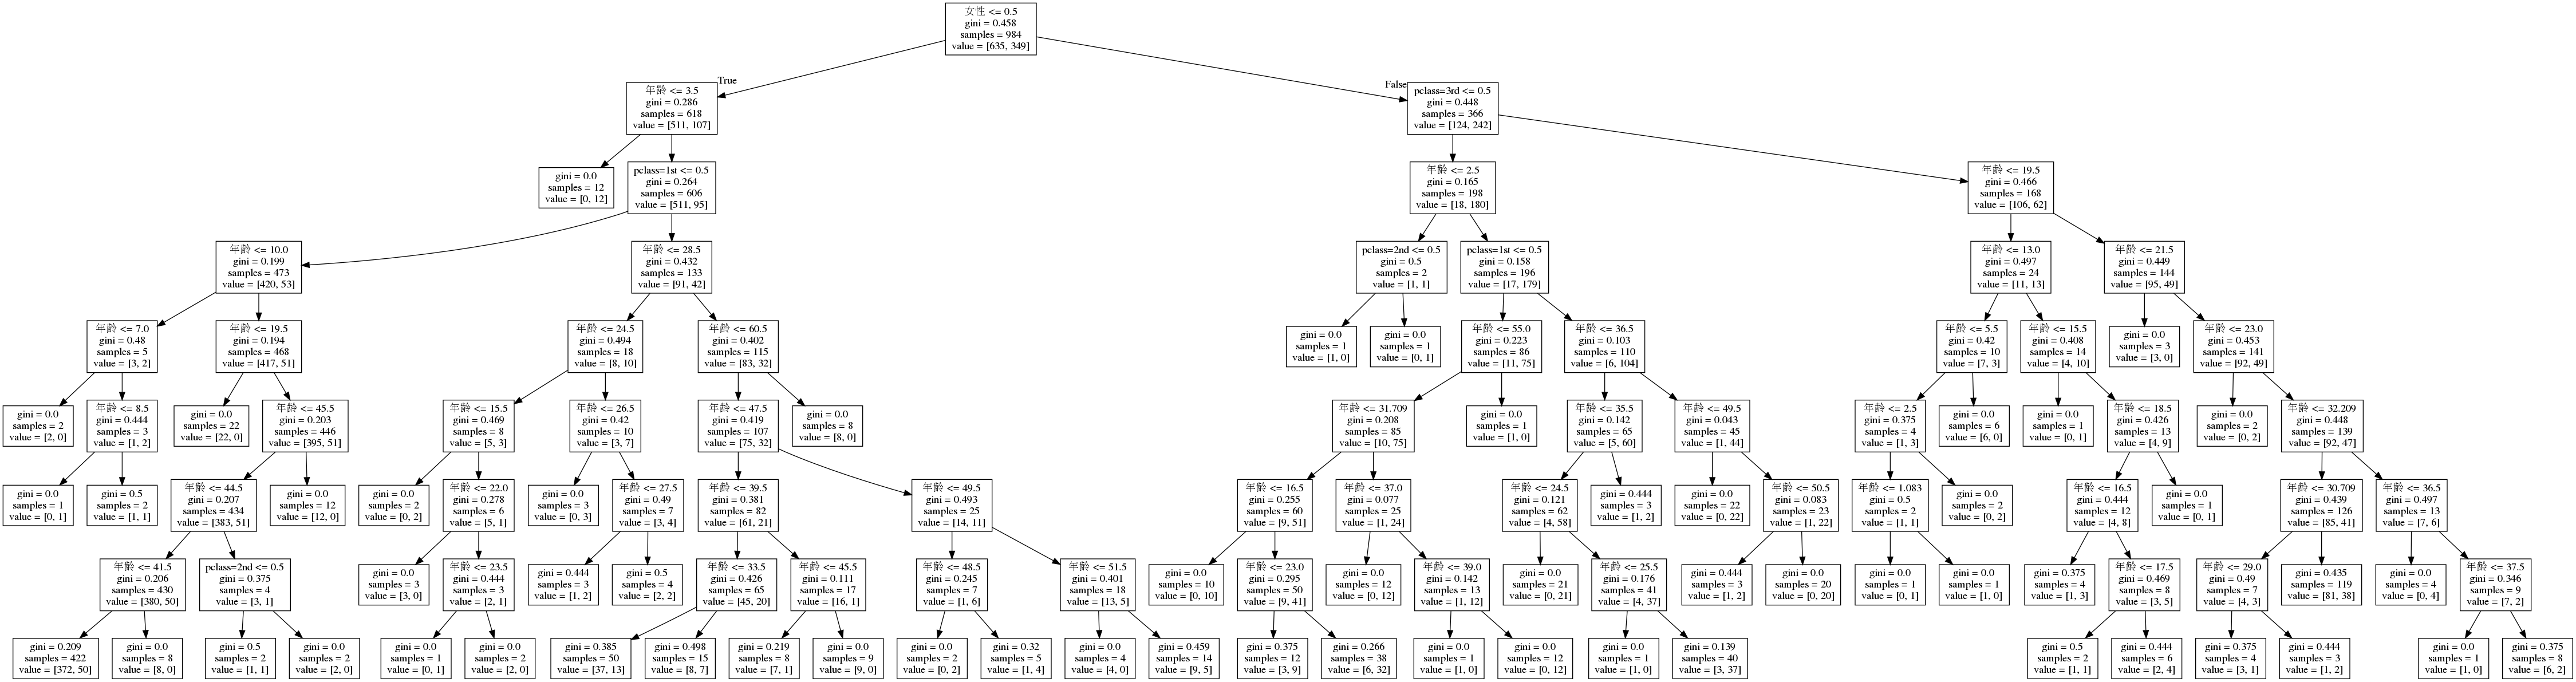 女性 <= 0.5
gini = 0.458
samples = 984
value = [635, 349]
True
False
年齢 <= 3.5
gini = 0.286
samples = 618
value = [511, 107]
pclass=3rd <= 0.5
gini = 0.448
samples = 366
value = [124, 242]
gini = 0.0
samples = 12
value = [0, 12]
pclass=1st <= 0.5
gini = 0.264
samples = 606
value = [511, 95]
年齢 <= 2.5
gini = 0.165
samples = 198
value = [18, 180]
年齢 <= 19.5
gini = 0.466
samples = 168
value = [106, 62]
年齢 <= 10.0
gini = 0.199
samples = 473
value = [420, 53]
年齢 <= 28.5
gini = 0.432
samples = 133
value = [91, 42]
pclass=2nd <= 0.5
gini = 0.5
samples = 2
value = [1, 1]
pclass=1st <= 0.5
gini = 0.158
samples = 196
value = [17, 179]
年齢 <= 13.0
gini = 0.497
samples = 24
value = [11, 13]
年齢 <= 21.5
gini = 0.449
samples = 144
value = [95, 49]
年齢 <= 7.0
gini = 0.48
samples = 5
value = [3, 2]
年齢 <= 19.5
gini = 0.194
samples = 468
value = [417, 51]
年齢 <= 24.5
gini = 0.494
samples = 18
value = [8, 10]
年齢 <= 60.5
gini = 0.402
samples = 115
value = [83, 32]
gini = 0.0
samples = 1
value = [1, 0]
gini = 0.0
samples = 1
value = [0, 1]
年齢 <= 55.0
gini = 0.223
samples = 86
value = [11, 75]
年齢 <= 36.5
gini = 0.103
samples = 110
value = [6, 104]
年齢 <= 5.5
gini = 0.42
samples = 10
value = [7, 3]
年齢 <= 15.5
gini = 0.408
samples = 14
value = [4, 10]
gini = 0.0
samples = 3
value = [3, 0]
年齢 <= 23.0
gini = 0.453
samples = 141
value = [92, 49]
gini = 0.0
samples = 2
value = [2, 0]
年齢 <= 8.5
gini = 0.444
samples = 3
value = [1, 2]
gini = 0.0
samples = 22
value = [22, 0]
年齢 <= 45.5
gini = 0.203
samples = 446
value = [395, 51]
年齢 <= 15.5
gini = 0.469
samples = 8
value = [5, 3]
年齢 <= 26.5
gini = 0.42
samples = 10
value = [3, 7]
年齢 <= 47.5
gini = 0.419
samples = 107
value = [75, 32]
gini = 0.0
samples = 8
value = [8, 0]
年齢 <= 31.709
gini = 0.208
samples = 85
value = [10, 75]
gini = 0.0
samples = 1
value = [1, 0]
年齢 <= 35.5
gini = 0.142
samples = 65
value = [5, 60]
年齢 <= 49.5
gini = 0.043
samples = 45
value = [1, 44]
年齢 <= 2.5
gini = 0.375
samples = 4
value = [1, 3]
gini = 0.0
samples = 6
value = [6, 0]
gini = 0.0
samples = 1
value = [0, 1]
年齢 <= 18.5
gini = 0.426
samples = 13
value = [4, 9]
gini = 0.0
samples = 2
value = [0, 2]
年齢 <= 32.209
gini = 0.448
samples = 139
value = [92, 47]
gini = 0.0
samples = 1
value = [0, 1]
gini = 0.5
samples = 2
value = [1, 1]
年齢 <= 44.5
gini = 0.207
samples = 434
value = [383, 51]
gini = 0.0
samples = 12
value = [12, 0]
gini = 0.0
samples = 2
value = [0, 2]
年齢 <= 22.0
gini = 0.278
samples = 6
value = [5, 1]
gini = 0.0
samples = 3
value = [0, 3]
年齢 <= 27.5
gini = 0.49
samples = 7
value = [3, 4]
年齢 <= 39.5
gini = 0.381
samples = 82
value = [61, 21]
年齢 <= 49.5
gini = 0.493
samples = 25
value = [14, 11]
年齢 <= 16.5
gini = 0.255
samples = 60
value = [9, 51]
年齢 <= 37.0
gini = 0.077
samples = 25
value = [1, 24]
年齢 <= 24.5
gini = 0.121
samples = 62
value = [4, 58]
gini = 0.444
samples = 3
value = [1, 2]
gini = 0.0
samples = 22
value = [0, 22]
年齢 <= 50.5
gini = 0.083
samples = 23
value = [1, 22]
年齢 <= 1.083
gini = 0.5
samples = 2
value = [1, 1]
gini = 0.0
samples = 2
value = [0, 2]
年齢 <= 16.5
gini = 0.444
samples = 12
value = [4, 8]
gini = 0.0
samples = 1
value = [0, 1]
年齢 <= 30.709
gini = 0.439
samples = 126
value = [85, 41]
年齢 <= 36.5
gini = 0.497
samples = 13
value = [7, 6]
年齢 <= 41.5
gini = 0.206
samples = 430
value = [380, 50]
pclass=2nd <= 0.5
gini = 0.375
samples = 4
value = [3, 1]
gini = 0.0
samples = 3
value = [3, 0]
年齢 <= 23.5
gini = 0.444
samples = 3
value = [2, 1]
gini = 0.444
samples = 3
value = [1, 2]
gini = 0.5
samples = 4
value = [2, 2]
年齢 <= 33.5
gini = 0.426
samples = 65
value = [45, 20]
年齢 <= 45.5
gini = 0.111
samples = 17
value = [16, 1]
年齢 <= 48.5
gini = 0.245
samples = 7
value = [1, 6]
年齢 <= 51.5
gini = 0.401
samples = 18
value = [13, 5]
gini = 0.0
samples = 10
value = [0, 10]
年齢 <= 23.0
gini = 0.295
samples = 50
value = [9, 41]
gini = 0.0
samples = 12
value = [0, 12]
年齢 <= 39.0
gini = 0.142
samples = 13
value = [1, 12]
gini = 0.0
samples = 21
value = [0, 21]
年齢 <= 25.5
gini = 0.176
samples = 41
value = [4, 37]
gini = 0.444
samples = 3
value = [1, 2]
gini = 0.0
samples = 20
value = [0, 20]
gini = 0.0
samples = 1
value = [0, 1]
gini = 0.0
samples = 1
value = [1, 0]
gini = 0.375
samples = 4
value = [1, 3]
年齢 <= 17.5
gini = 0.469
samples = 8
value = [3, 5]
年齢 <= 29.0
gini = 0.49
samples = 7
value = [4, 3]
gini = 0.435
samples = 119
value = [81, 38]
gini = 0.0
samples = 4
value = [0, 4]
年齢 <= 37.5
gini = 0.346
samples = 9
value = [7, 2]
gini = 0.209
samples = 422
value = [372, 50]
gini = 0.0
samples = 8
value = [8, 0]
gini = 0.5
samples = 2
value = [1, 1]
gini = 0.0
samples = 2
value = [2, 0]
gini = 0.0
samples = 1
value = [0, 1]
gini = 0.0
samples = 2
value = [2, 0]
gini = 0.385
samples = 50
value = [37, 13]
gini = 0.498
samples = 15
value = [8, 7]
gini = 0.219
samples = 8
value = [7, 1]
gini = 0.0
samples = 9
value = [9, 0]
gini = 0.0
samples = 2
value = [0, 2]
gini = 0.32
samples = 5
value = [1, 4]
gini = 0.0
samples = 4
value = [4, 0]
gini = 0.459
samples = 14
value = [9, 5]
gini = 0.375
samples = 12
value = [3, 9]
gini = 0.266
samples = 38
value = [6, 32]
gini = 0.0
samples = 1
value = [1, 0]
gini = 0.0
samples = 12
value = [0, 12]
gini = 0.0
samples = 1
value = [1, 0]
gini = 0.139
samples = 40
value = [3, 37]
gini = 0.5
samples = 2
value = [1, 1]
gini = 0.444
samples = 6
value = [2, 4]
gini = 0.375
samples = 4
value = [3, 1]
gini = 0.444
samples = 3
value = [1, 2]
gini = 0.0
samples = 1
value = [1, 0]
gini = 0.375
samples = 8
value = [6, 2]